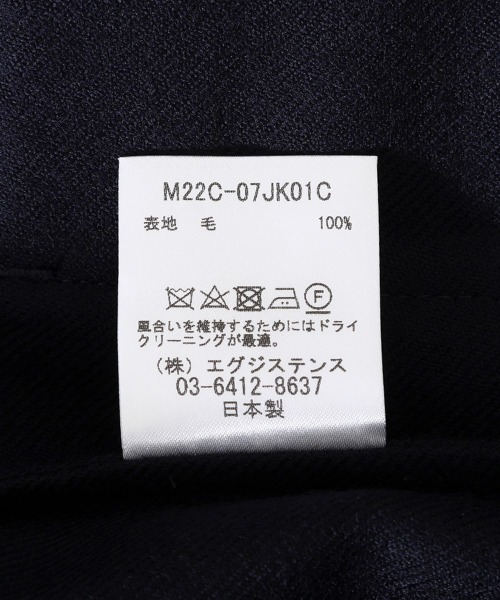 M22C-07JK01C
表地 毛 100%
F
風合いを維持するためにはドライ
クリーニングが最適。
(株) エグジステンス
03-6412-8637
日本製